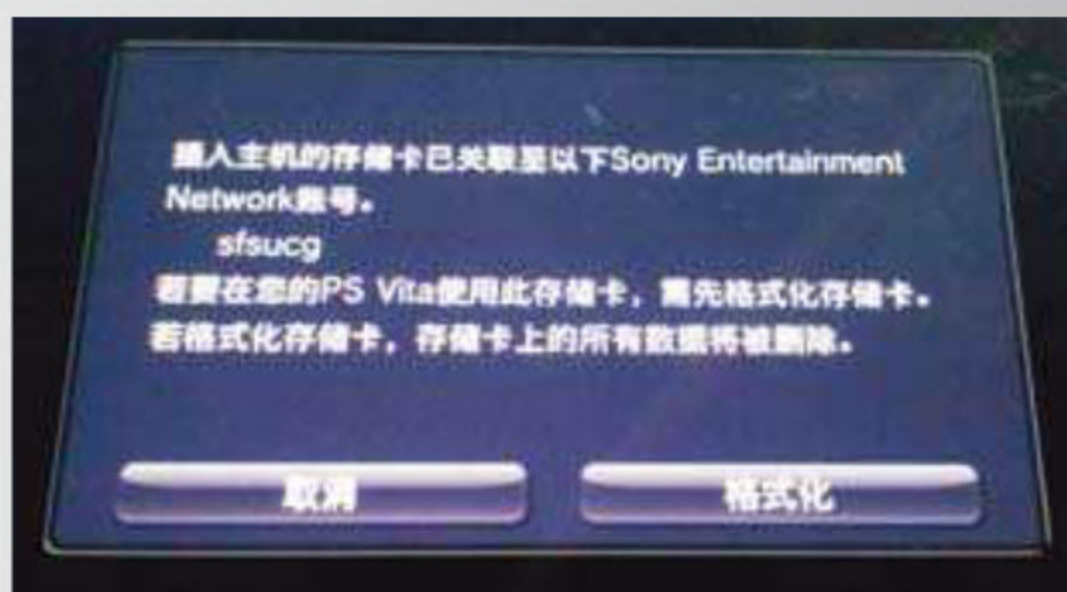 插入主机的存储卡已关联至以下Sony Entertainment
Network账号。
sfsucg
若要在您的PS Vita使用此存储卡，需先格式化存储卡。
若格式化存储卡，存储卡上的所有数据将被删除。
取消
格式化